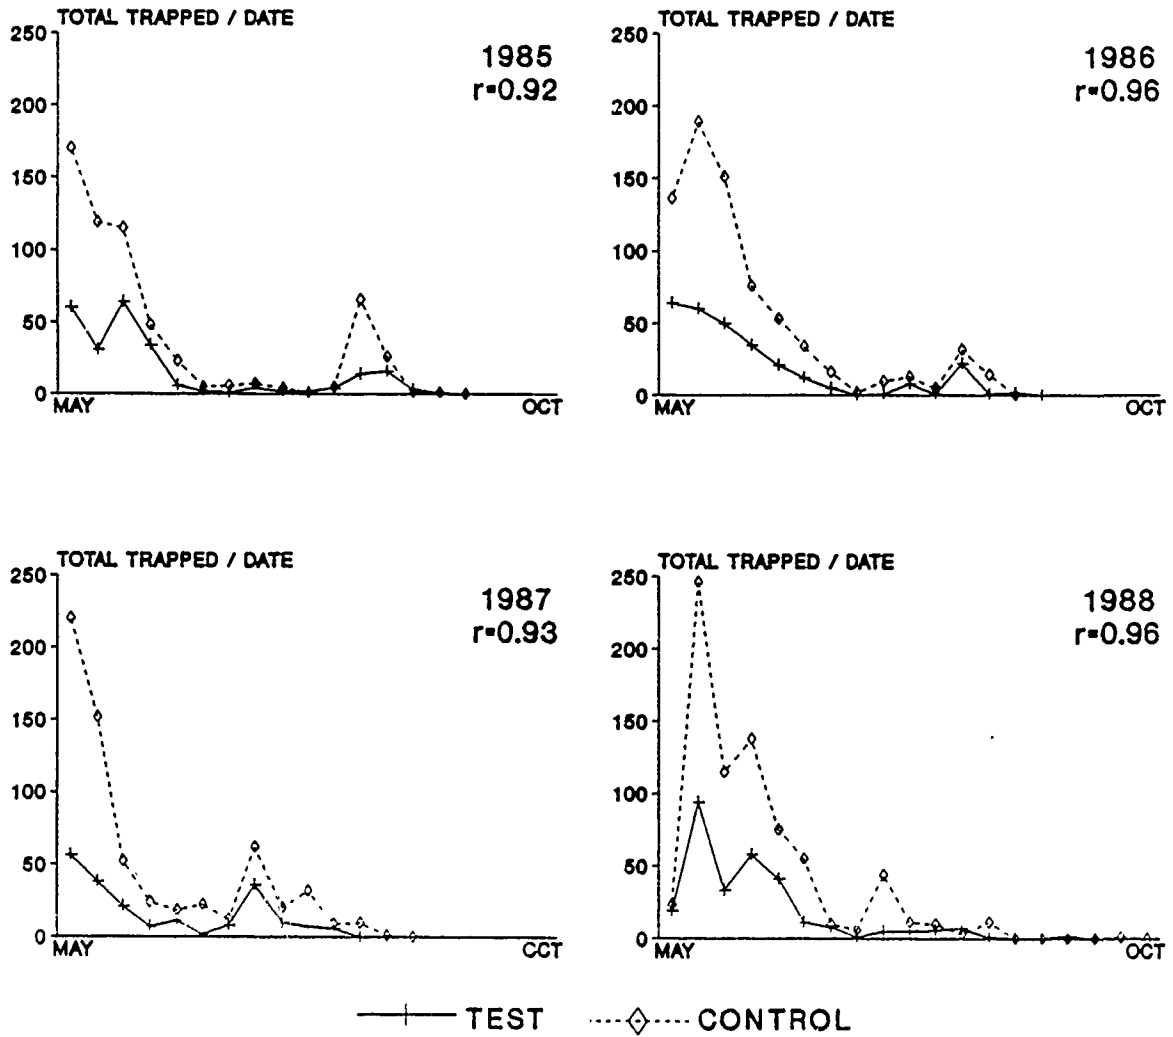 TOTAL TRAPPED / DATE
250
200
150
100
50
0
MAY
OCT
1985
r=0.92
TOTAL TRAPPED / DATE
250
200
150
100
50
0
MAY
OCT
1986
r=0.96
TOTAL TRAPPED / DATE
250
200
150
100
50
0
MAY
CCT
1987
r=0.93
TOTAL TRAPPED / DATE
250
200
150
100
50
0
MAY
OCT
1988
r=0.96
TEST
CONTROL